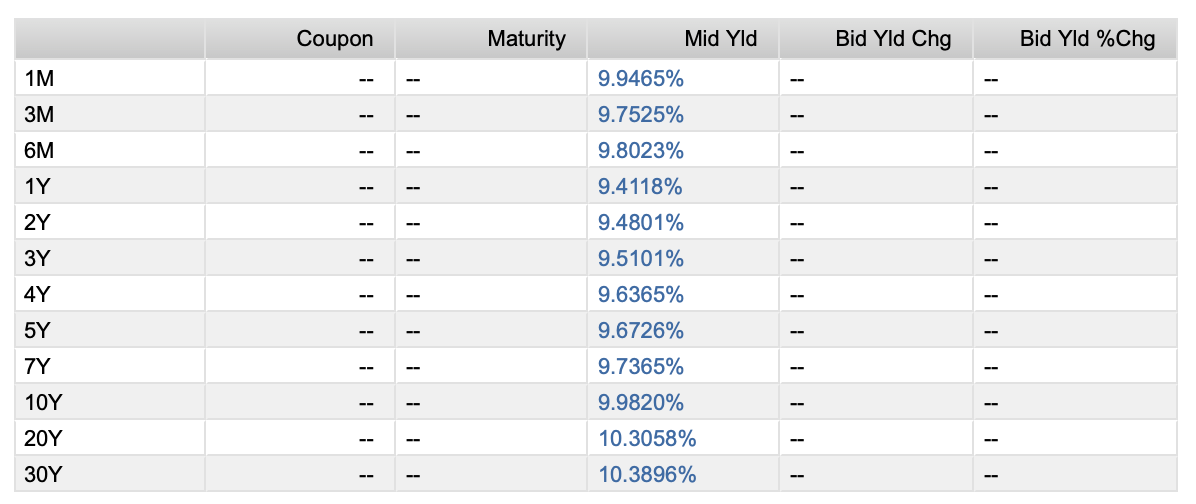 Coupon Maturity Mid Yld Bid Yld Chg Bid Yld %Chg
1M -- -- 9.9465% -- --
3M -- -- 9.7525% -- --
6M -- -- 9.8023% -- --
1Y -- -- 9.4118% -- --
2Y -- -- 9.4801% -- --
3Y -- -- 9.5101% -- --
4Y -- -- 9.6365% -- --
5Y -- -- 9.6726% -- --
7Y -- -- 9.7365% -- --
10Y -- -- 9.9820% -- --
20Y -- -- 10.3058% -- --
30Y -- -- 10.3896% -- --